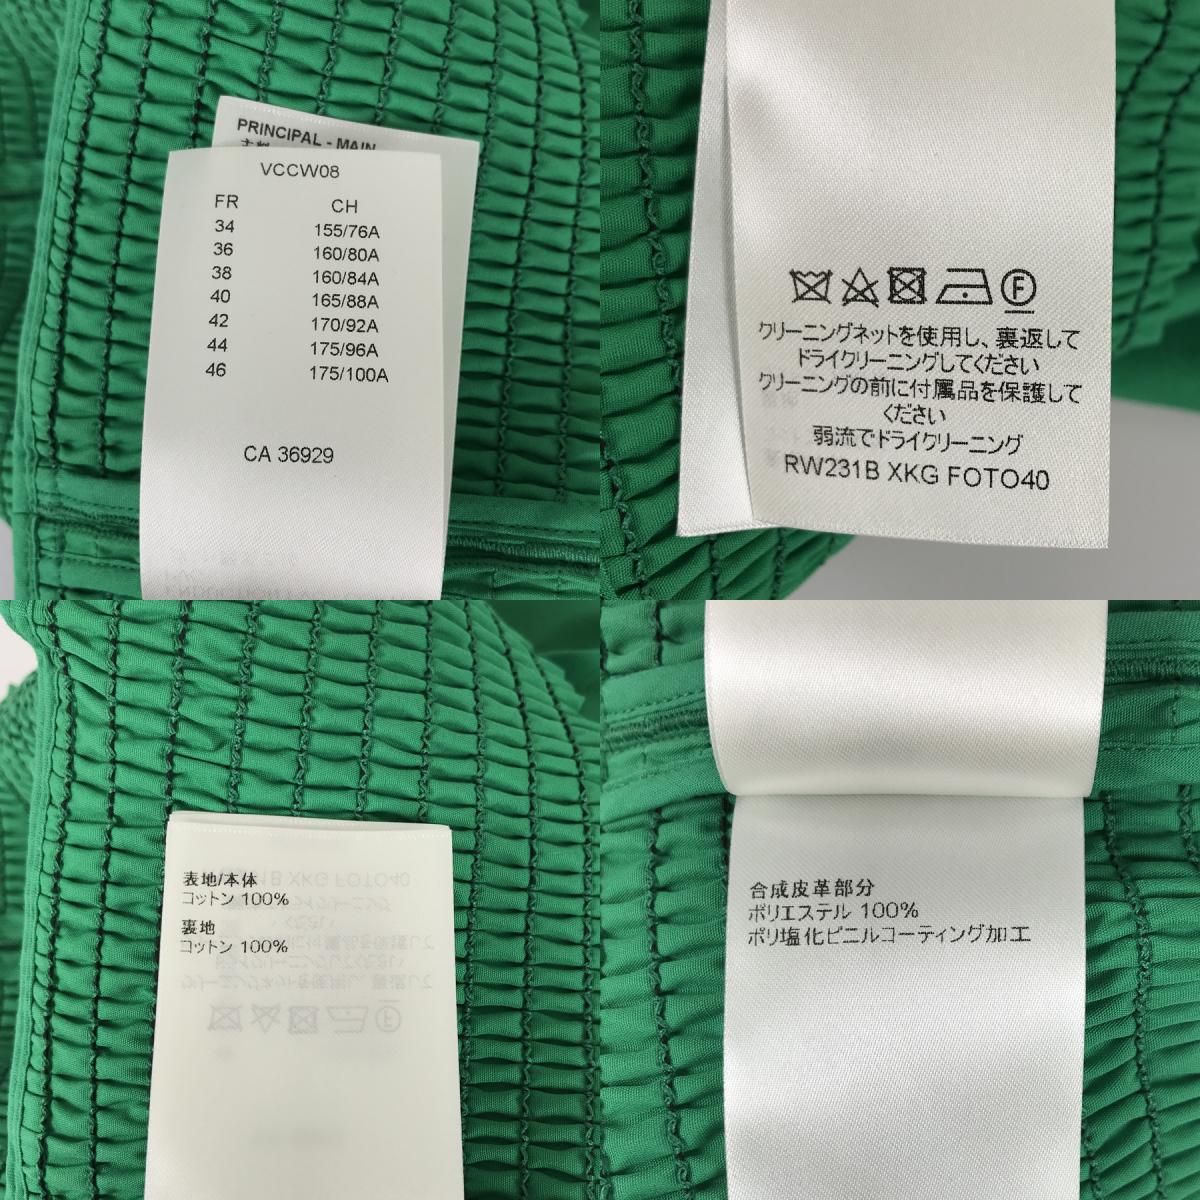 PRINCIPAL - MAIN
VCCW08
FR CH
34 155/76A
36 160/80A
38 160/84A
40 165/88A
42 170/92A
44 175/96A
46 175/100A
CA 36929
クリーニングネットを使用し、裏返して
ドライクリーニングしてください
クリーニングの前に付属品を保護して
ください
弱流でドライクリーニング
RW231B XKG FOTO40
表地/本体
コットン 100%
裏地
コットン 100%
合成皮革部分
ポリエステル 100%
ポリ塩化ビニルコーティング加工